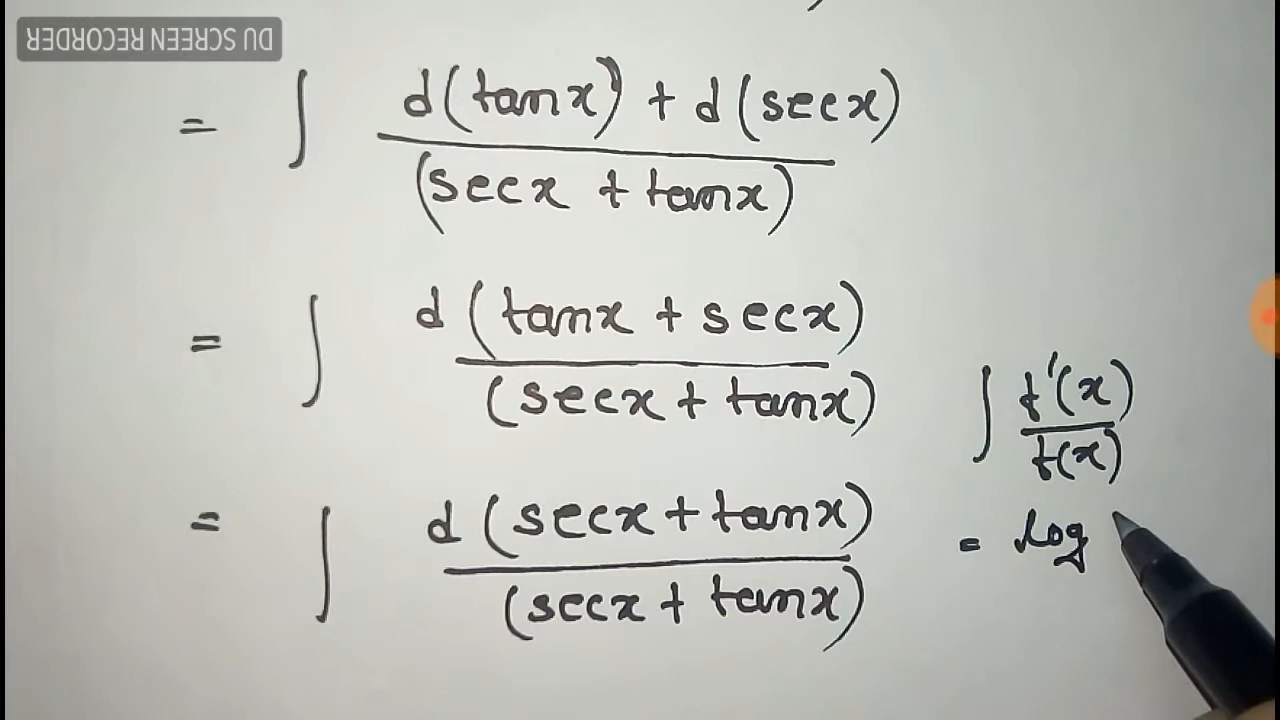 DU SCREEN RECORDER
= ∫ d(tanx) + d(secx)
(secx + tanx)
= ∫ d(tanx + secx)
(secx + tanx)
∫ f'(x)
f(x)
= ∫ d(secx + tanx)
(secx + tanx)
= log